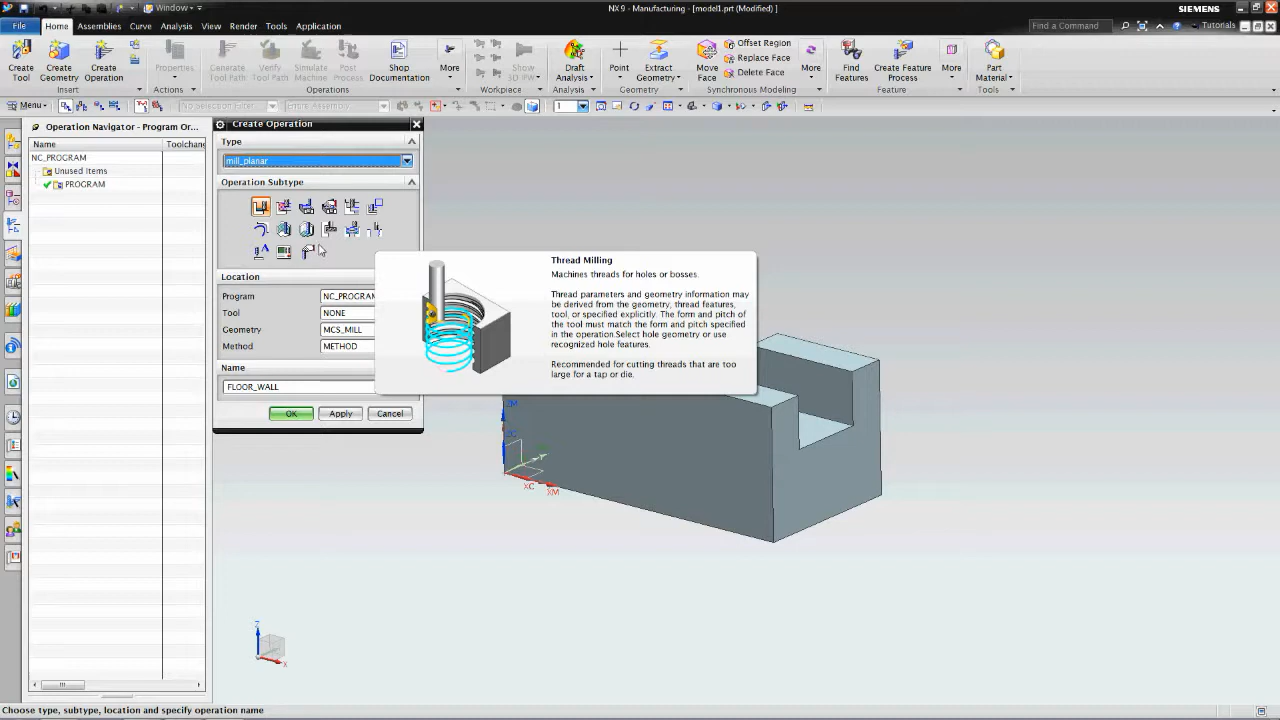 Window
NX 9 - Manufacturing - [model1.prt (Modified) ]
SIEMENS
File
Home
Assemblies
Curve
Analysis
View
Render
Tools
Application
Find a Command
Tutorials
Create Tool
Create Geometry
Create Operation
Properties
Generate Tool Path
Verify Tool Path
Simulate Machine
Post Process
Shop Documentation
More
Show 3D IPW
Draft Analysis
Point
Extract Geometry
Move Face
Offset Region
Replace Face
Delete Face
More
Find Features
Create Feature Process
More
Part Material
Insert
Actions
Operations
Workplace
Analysis
Geometry
Synchronous Modeling
Feature
Tools
Menu
No Selection Filter
Entire Assembly
1
Operation Navigator - Program Or...
Name
Toolchang
NC_PROGRAM
Unused Items
PROGRAM
Create Operation
Type
mill_planar
Operation Subtype
Location
Program
NC_PROGRAM
Tool
NONE
Geometry
MCS_MILL
Method
METHOD
Name
FLOOR_WALL
OK
Apply
Cancel
Thread Milling
Machines threads for holes or bosses.
Thread parameters and geometry information may
be derived from the geometry, thread features,
tool, or specified explicitly. The form and pitch of
the tool must match the form and pitch specified
in the operation.Select hole geometry or use
recognized hole features.
Recommended for cutting threads that are too
large for a tap or die.
ZM
ZC
XC
XM
Z
X
Choose type, subtype, location and specify operation name